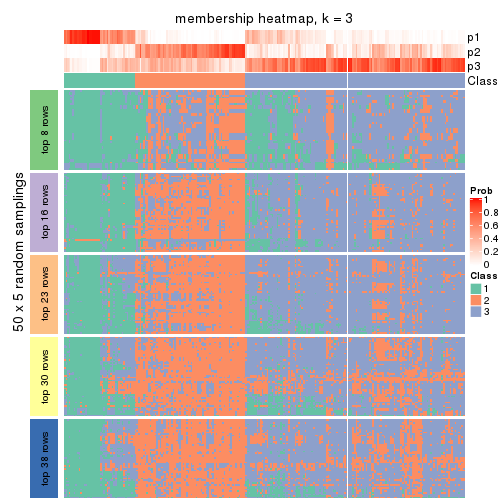 membership heatmap, k = 3
p1
p2
p3
Class
50 x 5 random samplings
top 8 rows
top 16 rows
top 23 rows
top 30 rows
top 38 rows
Prob
1
0.8
0.6
0.4
0.2
0
Class
1
2
3